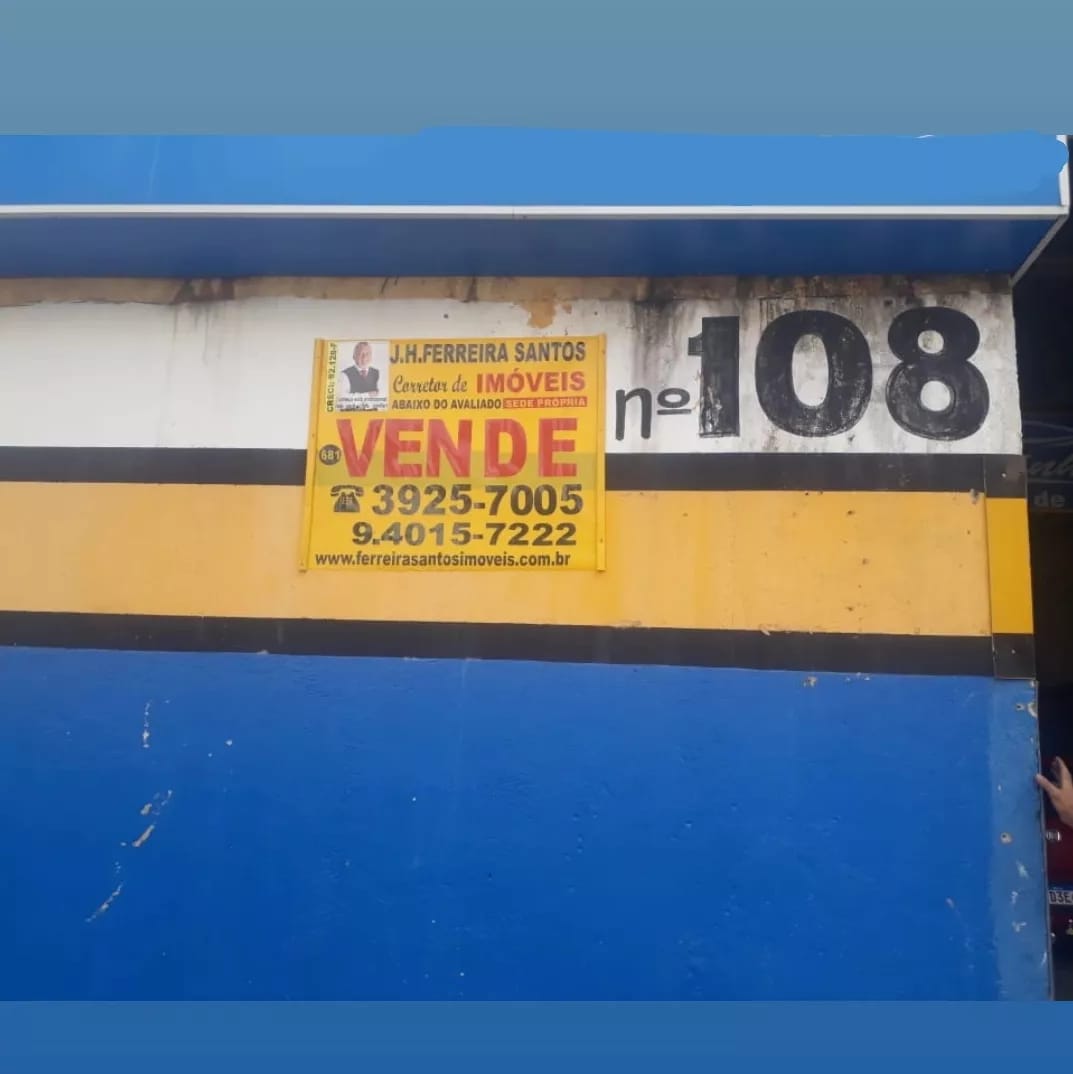 J.H.FERREIRA SANTOS
Corretor de IMÓVEIS
ABAIXO DO AVALIADO SEDE PRÓPRIA
681 VENDE
3925-7005
9.4015-7222
www.ferreirasantosimoveis.com.br
nº 108